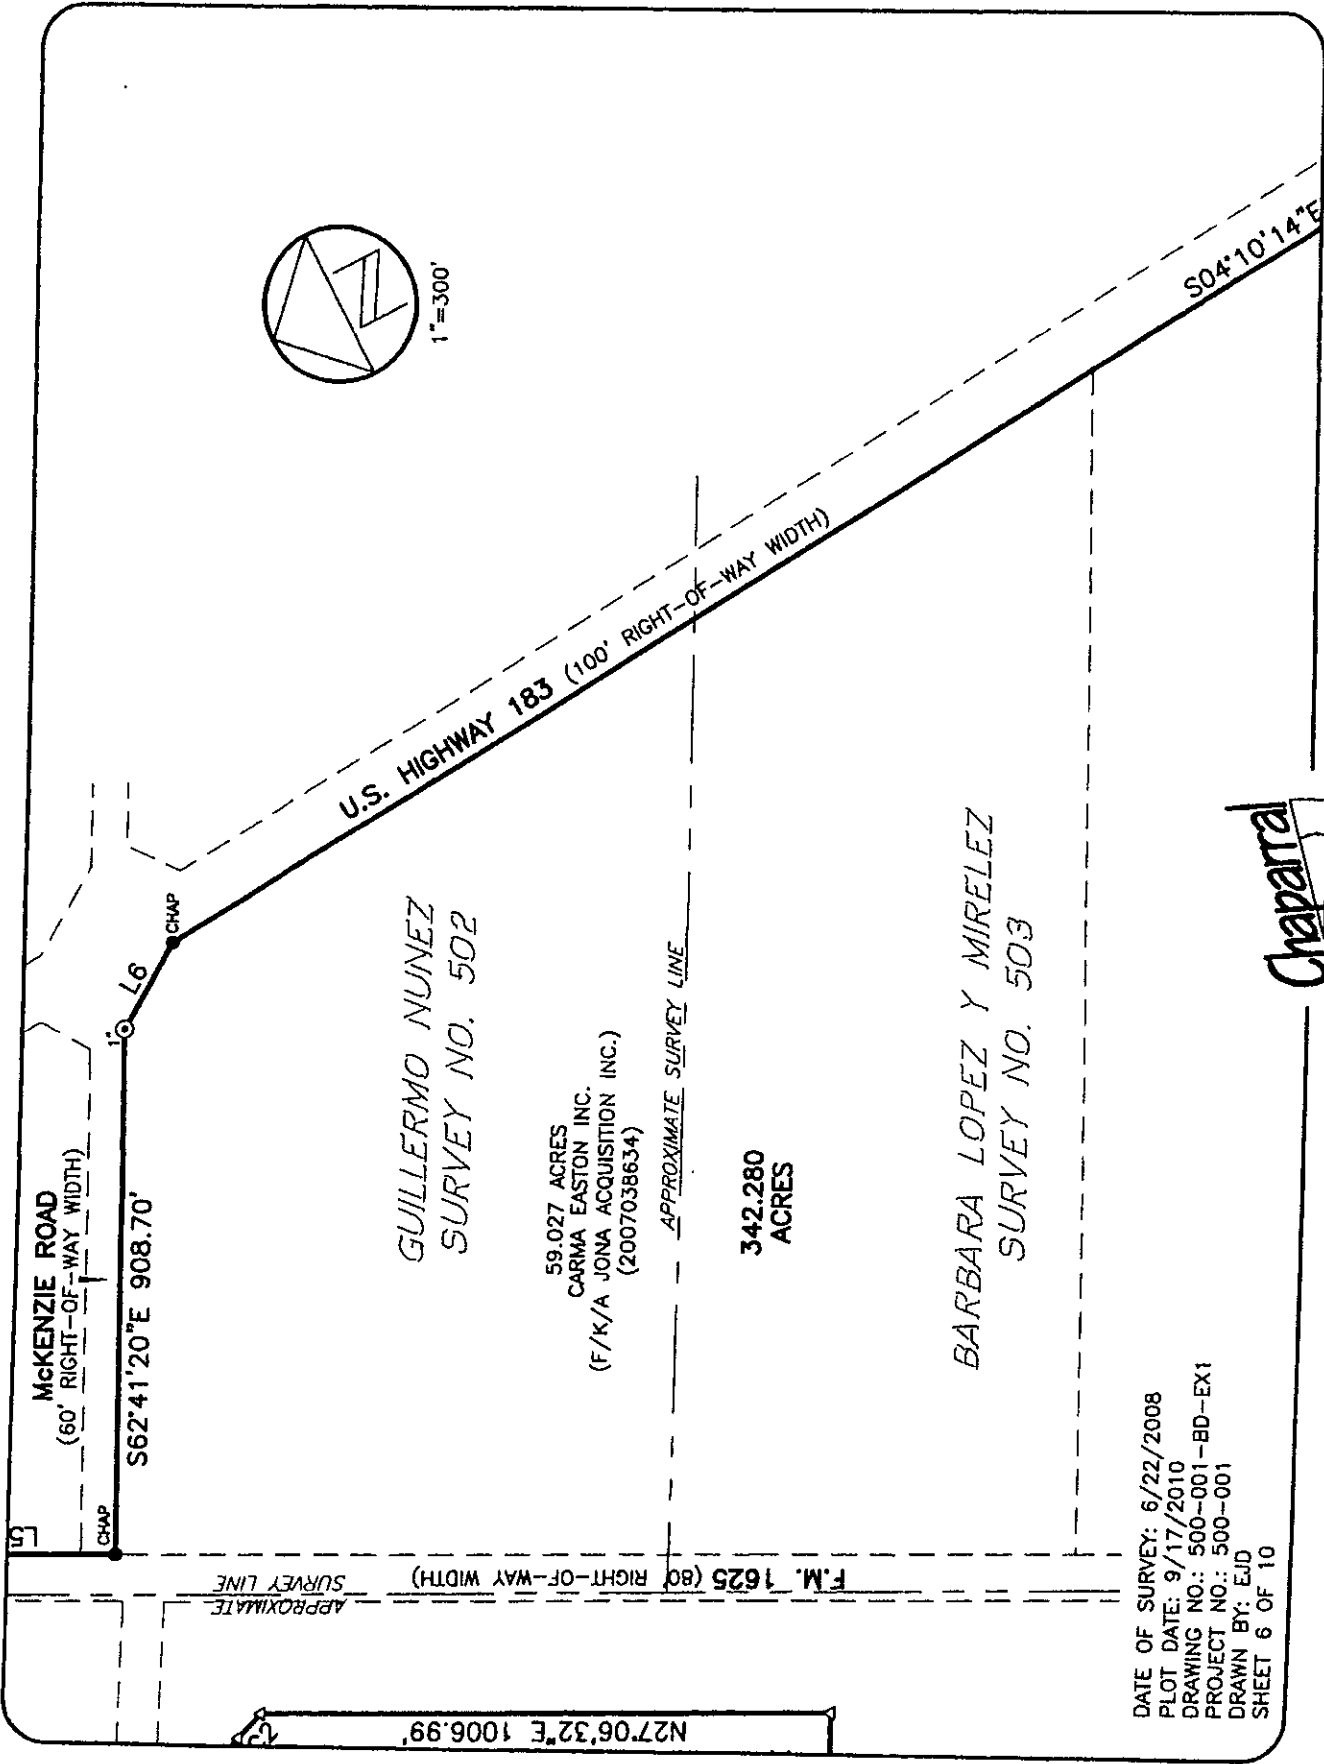 L5
McKENZIE ROAD
(60' RIGHT-OF-WAY WIDTH)
CHAP
S62°41'20"E 908.70'
1"
L6
CHAP
1"=300'
U.S. HIGHWAY 183 (100' RIGHT-OF-WAY WIDTH)
S04°10'14"E
GUILLERMO NUNEZ
SURVEY NO. 502
59.027 ACRES
CARMA EASTON INC.
(F/K/A JONA ACQUISITION INC.)
(2007038634)
APPROXIMATE SURVEY LINE
342.280
ACRES
BARBARA LOPEZ Y MIRELEZ
SURVEY NO. 503
APPROXIMATE
SURVEY LINE
F.M. 1625 (80' RIGHT-OF-WAY WIDTH)
N27°06'32"E 1006.99'
DATE OF SURVEY: 6/22/2008
PLOT DATE: 9/17/2010
DRAWING NO.: 500-001-BD-EX1
PROJECT NO.: 500-001
DRAWN BY: EJD
SHEET 6 OF 10
Chaparral